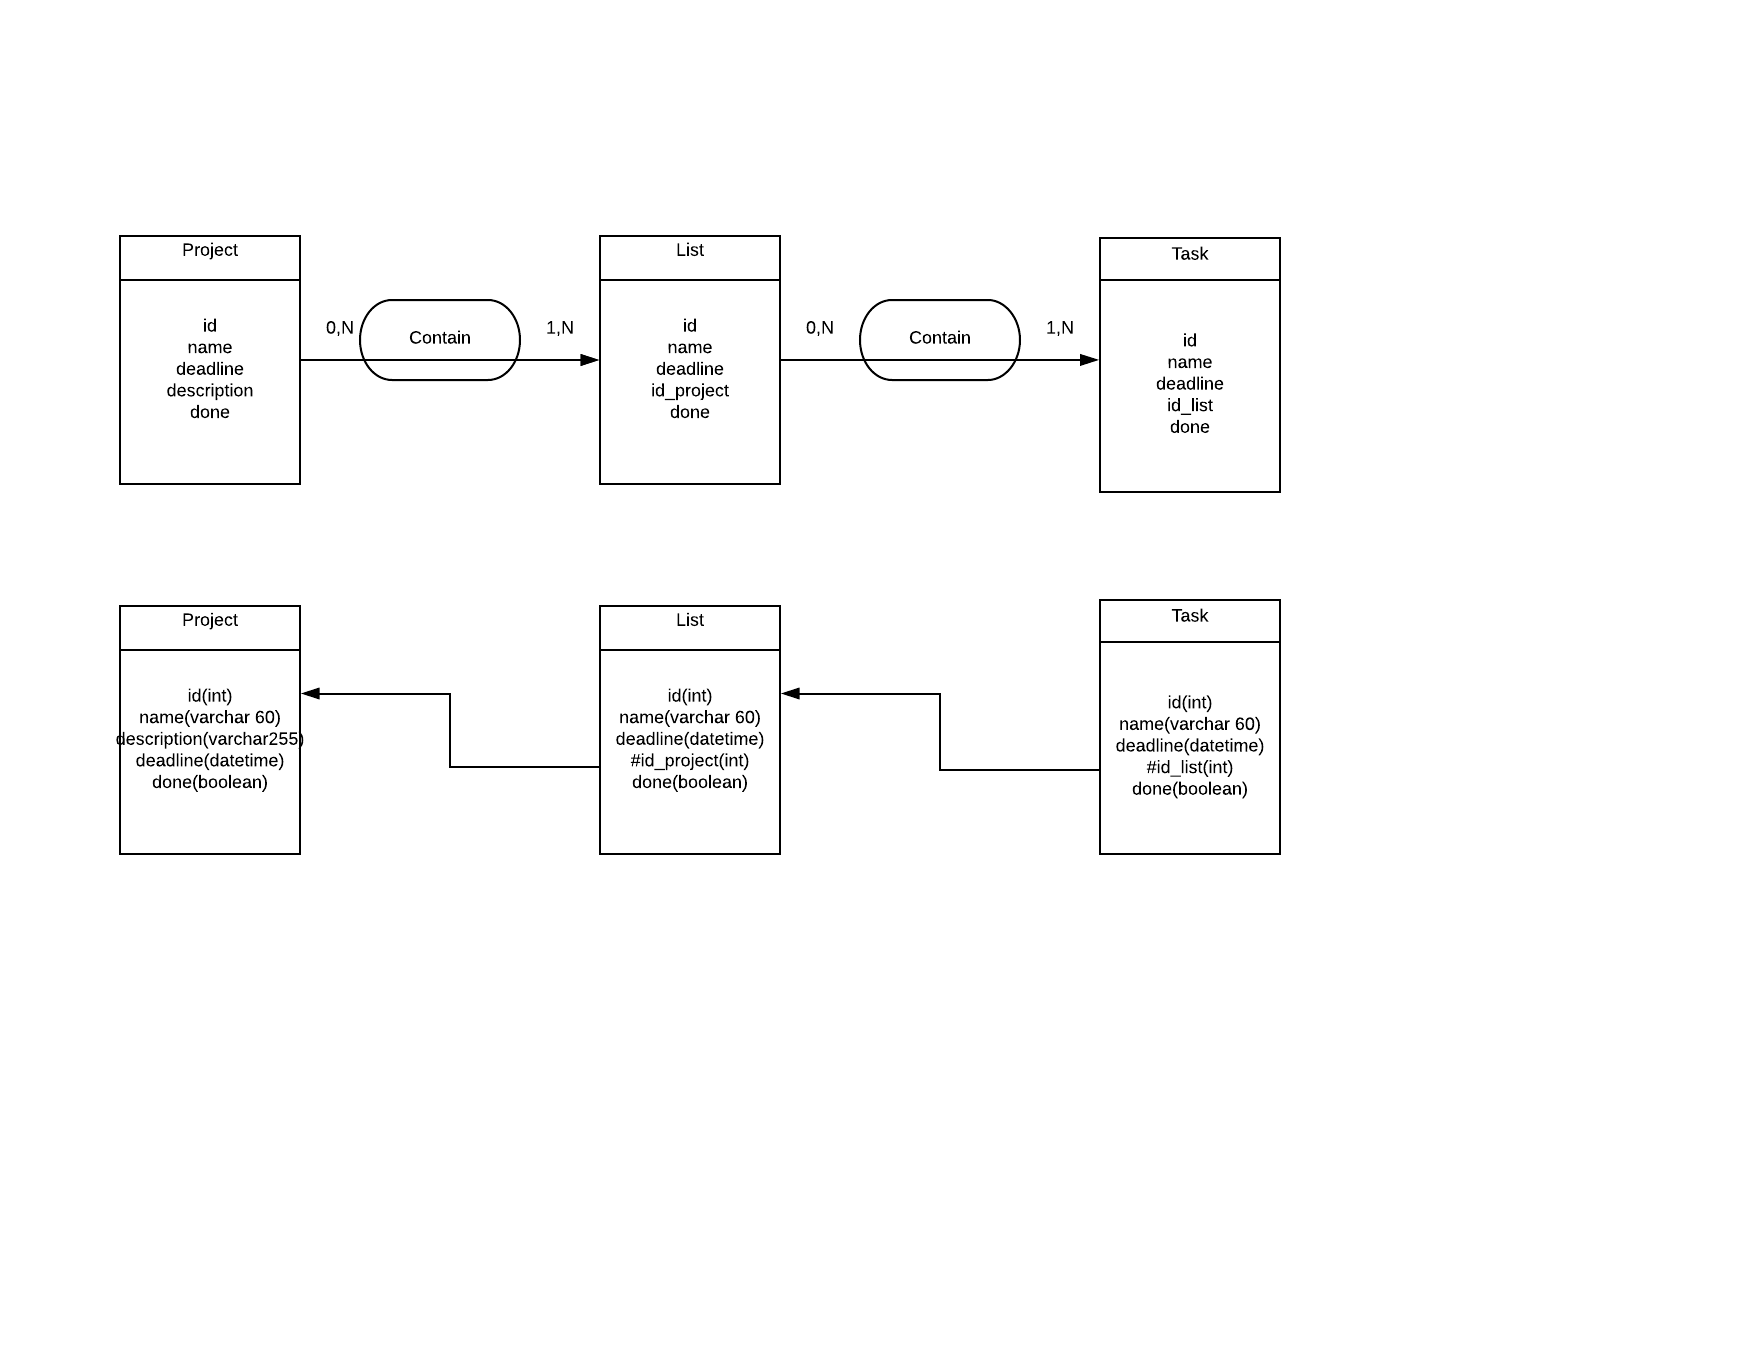 Project
id
name
deadline
description
done
0,N
Contain
1,N
List
id
name
deadline
id_project
done
0,N
Contain
1,N
Task
id
name
deadline
id_list
done
Project
id(int)
name(varchar 60)
description(varchar255)
deadline(datetime)
done(boolean)
List
id(int)
name(varchar 60)
deadline(datetime)
#id_project(int)
done(boolean)
Task
id(int)
name(varchar 60)
deadline(datetime)
#id_list(int)
done(boolean)